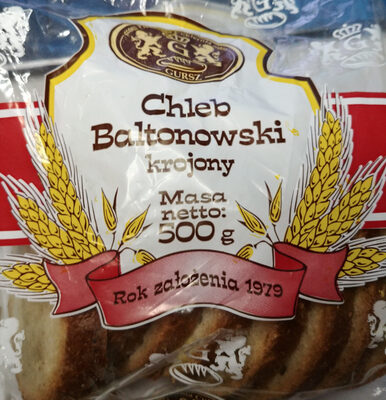 G
GURSZ
Chleb
Baltonowski
krojony
Masa
netto:
500 g
Rok założenia 1979